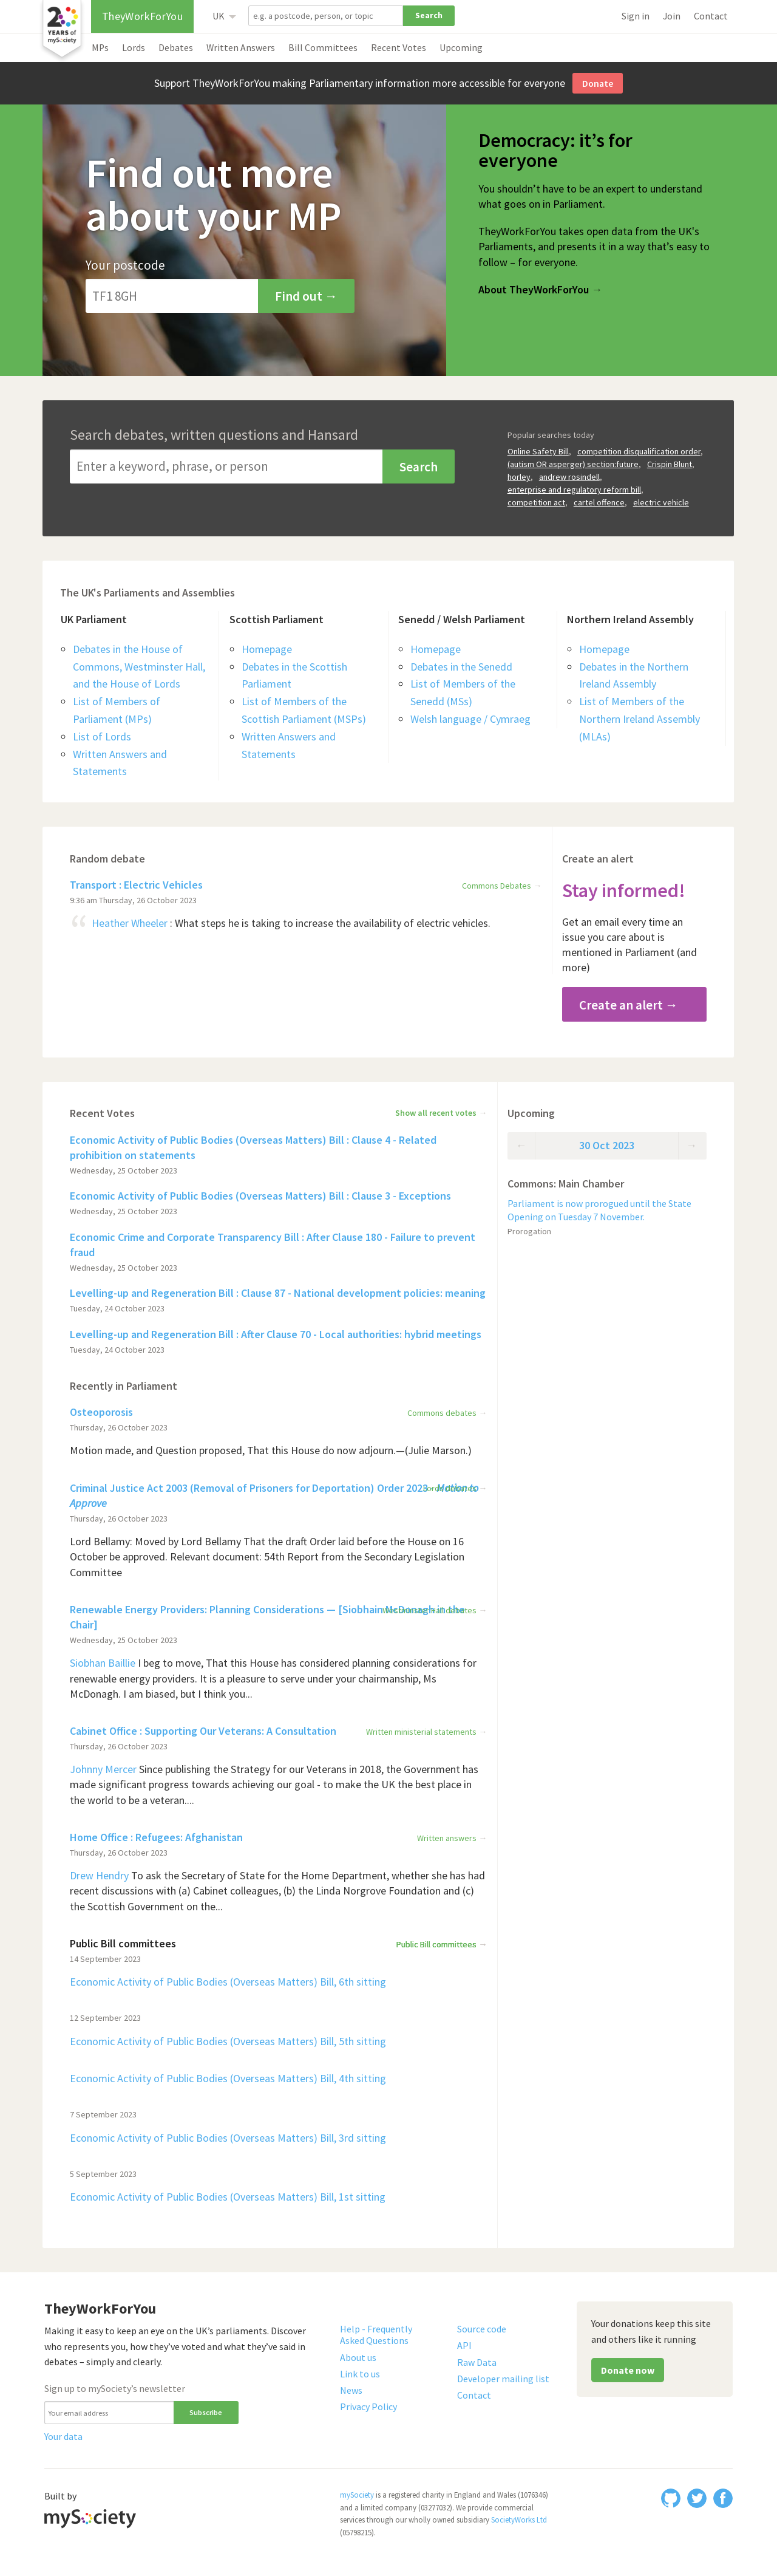 20
YEARS of
mySociety
TheyWorkForYou
UK
e.g. a postcode, person, or topic
Search
Sign in
Join
Contact
MPs
Lords
Debates
Written Answers
Bill Committees
Recent Votes
Upcoming
Support TheyWorkForYou making Parliamentary information more accessible for everyone
Donate
Find out more
about your MP
Your postcode
TF1 8GH
Find out →
Democracy: it’s for
everyone
You shouldn’t have to be an expert to understand
what goes on in Parliament.
TheyWorkForYou takes open data from the UK's
Parliaments, and presents it in a way that’s easy to
follow – for everyone.
About TheyWorkForYou →
Search debates, written questions and Hansard
Enter a keyword, phrase, or person
Search
Popular searches today
Online Safety Bill, competition disqualification order,
(autism OR asperger) section:future, Crispin Blunt,
horley, andrew rosindell,
enterprise and regulatory reform bill,
competition act, cartel offence, electric vehicle
The UK's Parliaments and Assemblies
UK Parliament
Debates in the House of
Commons, Westminster Hall,
and the House of Lords
List of Members of
Parliament (MPs)
List of Lords
Written Answers and
Statements
Scottish Parliament
Homepage
Debates in the Scottish
Parliament
List of Members of the
Scottish Parliament (MSPs)
Written Answers and
Statements
Senedd / Welsh Parliament
Homepage
Debates in the Senedd
List of Members of the
Senedd (MSs)
Welsh language / Cymraeg
Northern Ireland Assembly
Homepage
Debates in the Northern
Ireland Assembly
List of Members of the
Northern Ireland Assembly
(MLAs)
Random debate
Transport : Electric Vehicles
Commons Debates →
9:36 am Thursday, 26 October 2023
“ Heather Wheeler : What steps he is taking to increase the availability of electric vehicles.
Create an alert
Stay informed!
Get an email every time an
issue you care about is
mentioned in Parliament (and
more)
Create an alert →
Recent Votes
Show all recent votes →
Economic Activity of Public Bodies (Overseas Matters) Bill : Clause 4 - Related
prohibition on statements
Wednesday, 25 October 2023
Economic Activity of Public Bodies (Overseas Matters) Bill : Clause 3 - Exceptions
Wednesday, 25 October 2023
Economic Crime and Corporate Transparency Bill : After Clause 180 - Failure to prevent
fraud
Wednesday, 25 October 2023
Levelling-up and Regeneration Bill : Clause 87 - National development policies: meaning
Tuesday, 24 October 2023
Levelling-up and Regeneration Bill : After Clause 70 - Local authorities: hybrid meetings
Tuesday, 24 October 2023
Upcoming
← 30 Oct 2023 →
Commons: Main Chamber
Parliament is now prorogued until the State
Opening on Tuesday 7 November.
Prorogation
Recently in Parliament
Osteoporosis
Commons debates →
Thursday, 26 October 2023
Motion made, and Question proposed, That this House do now adjourn.—(Julie Marson.)
Criminal Justice Act 2003 (Removal of Prisoners for Deportation) Order 2023 - Motion to
Approve
Thursday, 26 October 2023
Lord Bellamy: Moved by Lord Bellamy That the draft Order laid before the House on 16
October be approved. Relevant document: 54th Report from the Secondary Legislation
Committee
Renewable Energy Providers: Planning Considerations — [Siobhain McDonagh in the
Chair]
Wednesday, 25 October 2023
Siobhan Baillie I beg to move, That this House has considered planning considerations for
renewable energy providers. It is a pleasure to serve under your chairmanship, Ms
McDonagh. I am biased, but I think you...
Cabinet Office : Supporting Our Veterans: A Consultation
Written ministerial statements →
Thursday, 26 October 2023
Johnny Mercer Since publishing the Strategy for our Veterans in 2018, the Government has
made significant progress towards achieving our goal - to make the UK the best place in
the world to be a veteran....
Home Office : Refugees: Afghanistan
Written answers →
Thursday, 26 October 2023
Drew Hendry To ask the Secretary of State for the Home Department, whether she has had
recent discussions with (a) Cabinet colleagues, (b) the Linda Norgrove Foundation and (c)
the Scottish Government on the...
Public Bill committees
Public Bill committees →
14 September 2023
Economic Activity of Public Bodies (Overseas Matters) Bill, 6th sitting
12 September 2023
Economic Activity of Public Bodies (Overseas Matters) Bill, 5th sitting
Economic Activity of Public Bodies (Overseas Matters) Bill, 4th sitting
7 September 2023
Economic Activity of Public Bodies (Overseas Matters) Bill, 3rd sitting
5 September 2023
Economic Activity of Public Bodies (Overseas Matters) Bill, 1st sitting
TheyWorkForYou
Making it easy to keep an eye on the UK’s parliaments. Discover
who represents you, how they’ve voted and what they’ve said in
debates – simply and clearly.
Sign up to mySociety’s newsletter
Your email address
Subscribe
Your data
Help - Frequently
Asked Questions
About us
Link to us
News
Privacy Policy
Source code
API
Raw Data
Developer mailing list
Contact
Your donations keep this site
and others like it running
Donate now
Built by
mySociety
mySociety is a registered charity in England and Wales (1076346)
and a limited company (03277032). We provide commercial
services through our wholly owned subsidiary SocietyWorks Ltd
(05798215).